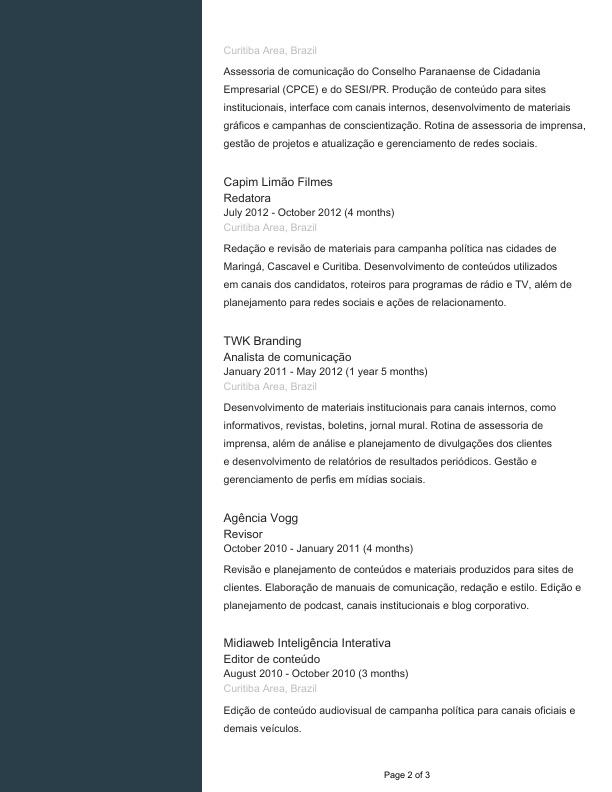 Curitiba Area, Brazil
Assessoria de comunicação do Conselho Paranaense de Cidadania
Empresarial (CPCE) e do SESI/PR. Produção de conteúdo para sites
institucionais, interface com canais internos, desenvolvimento de materiais
gráficos e campanhas de conscientização. Rotina de assessoria de imprensa,
gestão de projetos e atualização e gerenciamento de redes sociais.
Capim Limão Filmes
Redatora
July 2012 - October 2012 (4 months)
Curitiba Area, Brazil
Redação e revisão de materiais para campanha política nas cidades de
Maringá, Cascavel e Curitiba. Desenvolvimento de conteúdos utilizados
em canais dos candidatos, roteiros para programas de rádio e TV, além de
planejamento para redes sociais e ações de relacionamento.
TWK Branding
Analista de comunicação
January 2011 - May 2012 (1 year 5 months)
Curitiba Area, Brazil
Desenvolvimento de materiais institucionais para canais internos, como
informativos, revistas, boletins, jornal mural. Rotina de assessoria de
imprensa, além de análise e planejamento de divulgações dos clientes
e desenvolvimento de relatórios de resultados periódicos. Gestão e
gerenciamento de perfis em mídias sociais.
Agência Vogg
Revisor
October 2010 - January 2011 (4 months)
Revisão e planejamento de conteúdos e materiais produzidos para sites de
clientes. Elaboração de manuais de comunicação, redação e estilo. Edição e
planejamento de podcast, canais institucionais e blog corporativo.
Midiaweb Inteligência Interativa
Editor de conteúdo
August 2010 - October 2010 (3 months)
Curitiba Area, Brazil
Edição de conteúdo audiovisual de campanha política para canais oficiais e
demais veículos.
Page 2 of 3